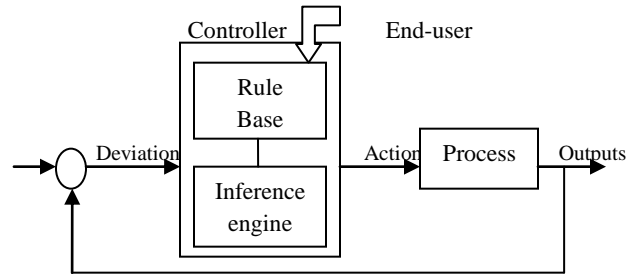 Controller
End-user
Rule
Base
Deviation
Action
Process
Outputs
Inference
engine